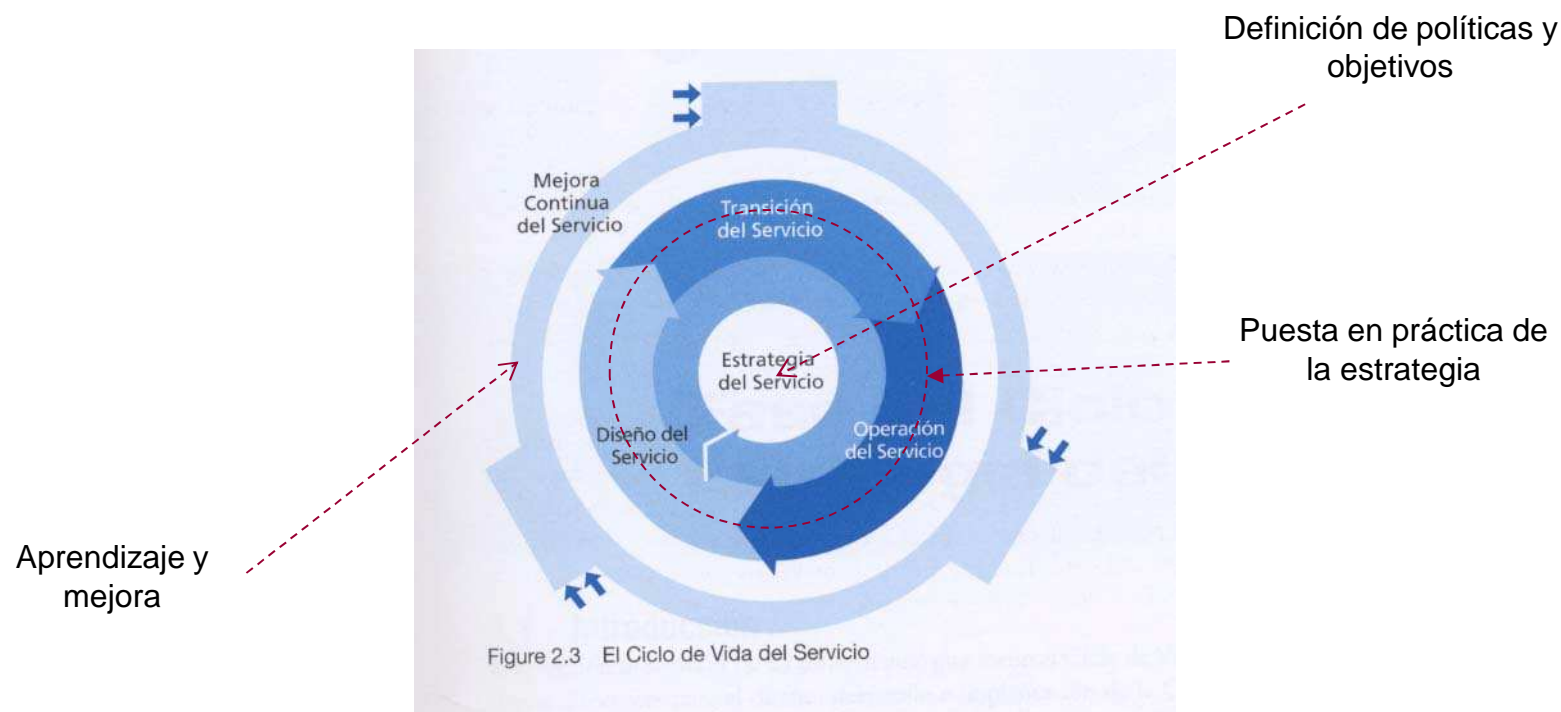 Definición de políticas y
objetivos
Mejora
Continua
del Servicio
Transición
del Servicio
Estrategia
del Servicio
Puesta en práctica de
la estrategia
Diseño del
Servicio
Operación
del Servicio
Aprendizaje y
mejora
Figure 2.3 El Ciclo de Vida del Servicio